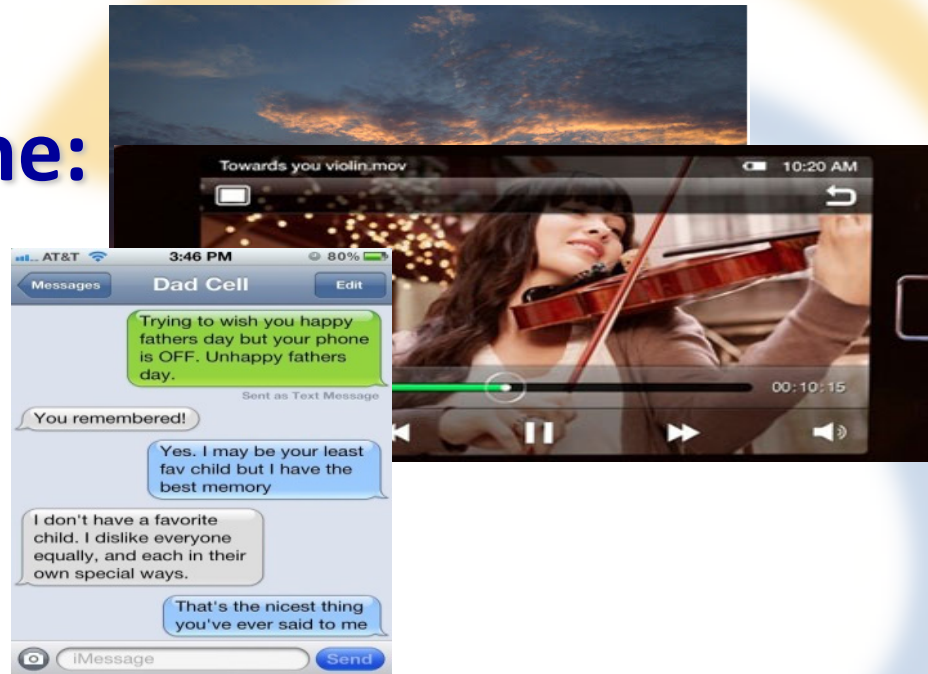 ne:
Towards you violin.mov 10:20 AM
00:10:15
AT&T 3:46 PM 80%
Messages Dad Cell Edit
Trying to wish you happy
fathers day but your phone
is OFF. Unhappy fathers
day.
Sent as Text Message
You remembered!
Yes. I may be your least
fav child but I have the
best memory
I don't have a favorite
child. I dislike everyone
equally, and each in their
own special ways.
That's the nicest thing
you've ever said to me
iMessage Send